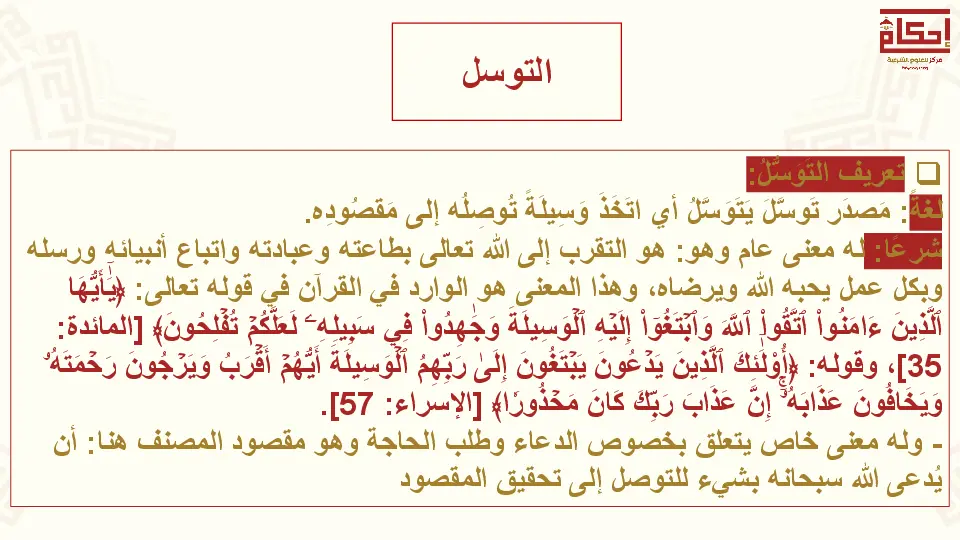 إحكام
مركز للعلوم الشرعية
التوسل
❑ تعريف التَوَسُّلُ:
لغةً: مَصدَر تَوسَّلَ يَتَوَسَّلُ أي اتَخَذَ وَسِيلَةً تُوصِلُه إلى مَقصُودِه.
شرعًا: له معنى عام وهو: هو التقرب إلى الله تعالى بطاعته وعبادته واتباع أنبيائه ورسله
وبكل عمل يحبه الله ويرضاه، وهذا المعنى هو الوارد في القرآن في قوله تعالى: ﴿يَٰٓأَيُّهَا
ٱلَّذِينَ ءَامَنُواْ ٱتَّقُواْ ٱللَّهَ وَٱبۡتَغُوٓاْ إِلَيۡهِ ٱلۡوَسِيلَةَ وَجَٰهِدُواْ فِي سَبِيلِهِۦ لَعَلَّكُمۡ تُفۡلِحُونَ﴾ [المائدة:
35]، وقوله: ﴿أُوْلَٰٓئِكَ ٱلَّذِينَ يَدۡعُونَ يَبۡتَغُونَ إِلَىٰ رَبِّهِمُ ٱلۡوَسِيلَةَ أَيُّهُمۡ أَقۡرَبُ وَيَرۡجُونَ رَحۡمَتَهُۥ
وَيَخَافُونَ عَذَابَهُۥٓۚ إِنَّ عَذَابَ رَبِّكَ كَانَ مَحۡذُورٗا﴾ [الإسراء: 57].
- وله معنى خاص يتعلق بخصوص الدعاء وطلب الحاجة وهو مقصود المصنف هنا: أن
يُدعى الله سبحانه بشيء للتوصل إلى تحقيق المقصود